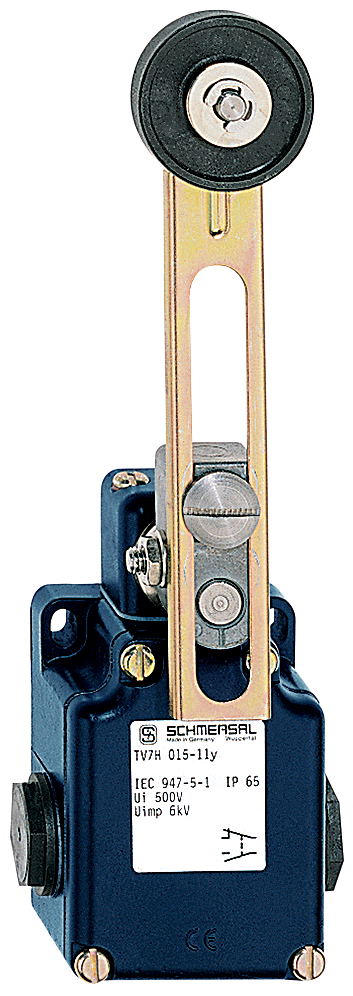 SCHMERSAL
Made in Germany Wuppertal
TV7H 015-11y
IEC 947-5-1 IP 65
Ui 500V
Uimp 6kV
CE